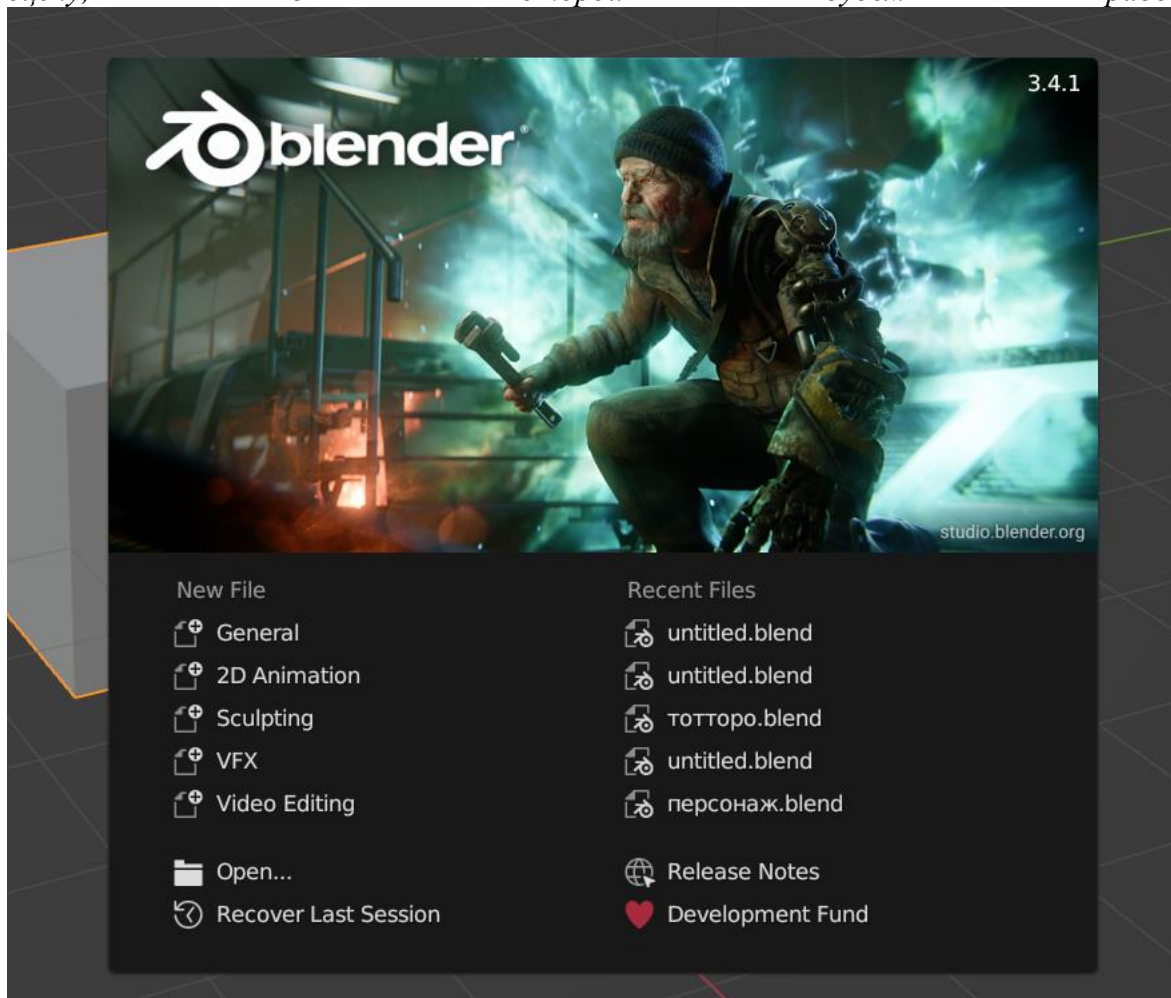 3.4.1
blender
studio.blender.org
New File
General
2D Animation
Sculpting
VFX
Video Editing
Open...
Recover Last Session
Recent Files
untitled.blend
untitled.blend
тотторо.blend
untitled.blend
персонаж.blend
Release Notes
Development Fund